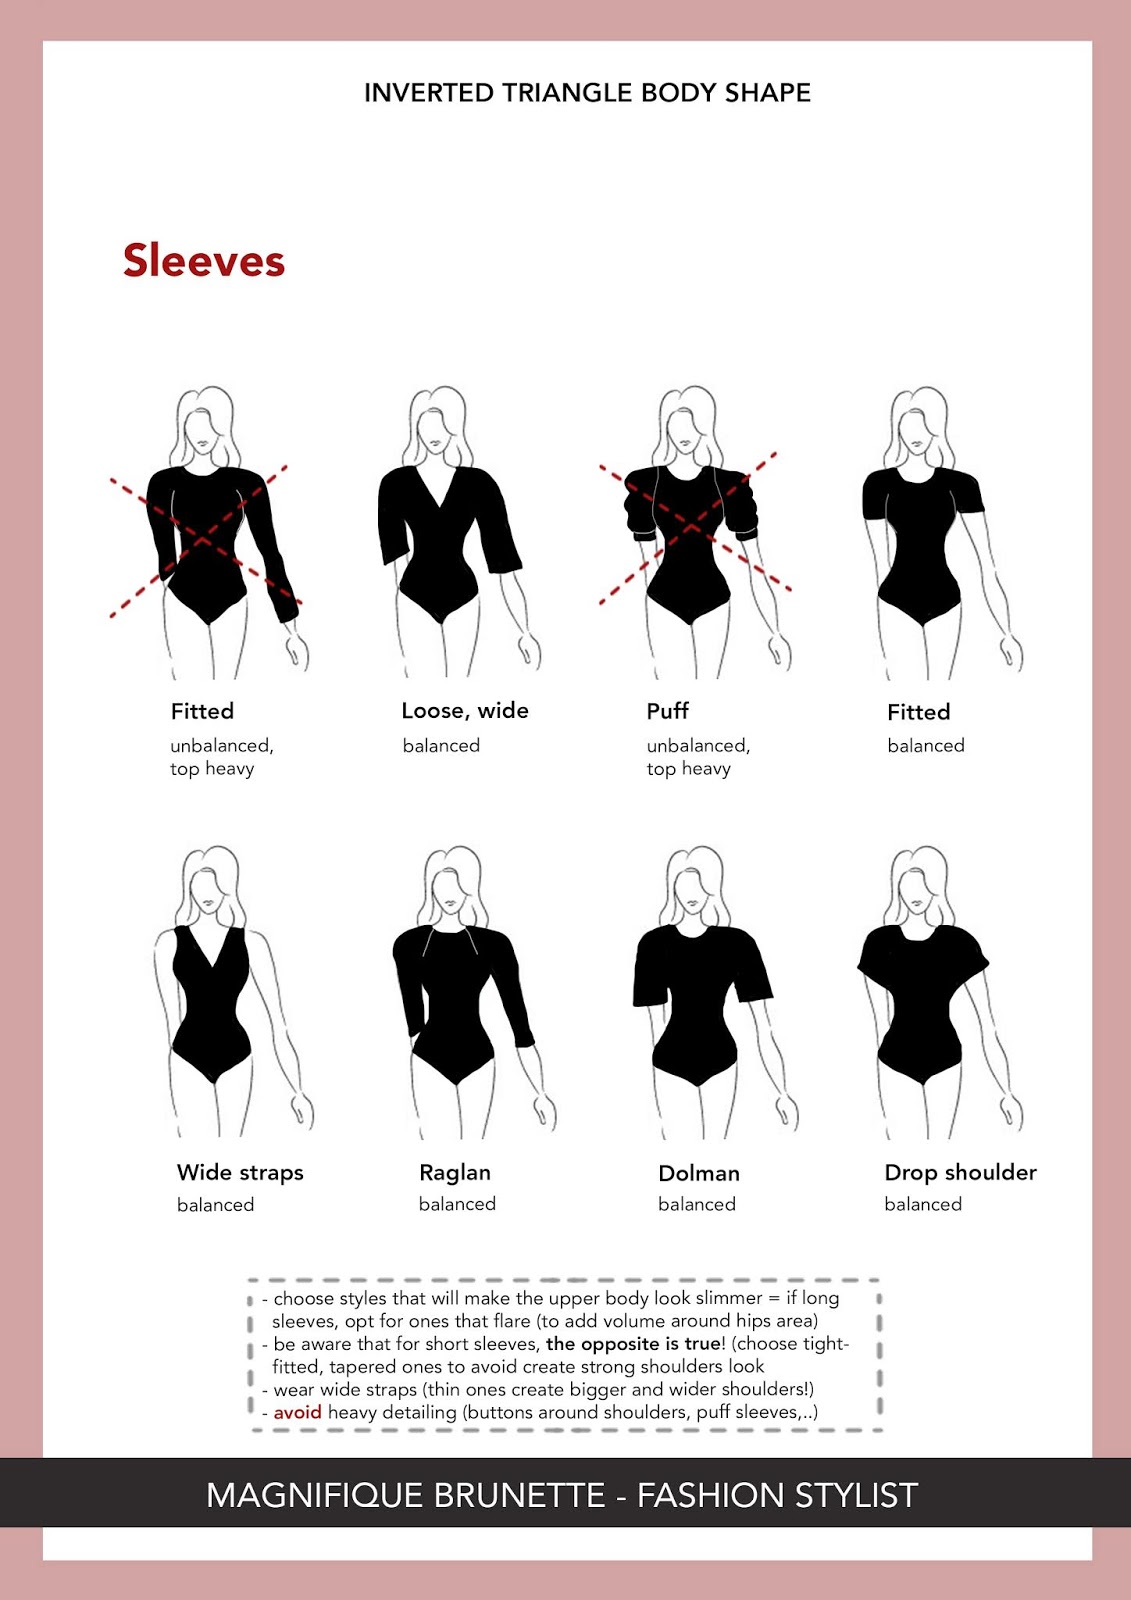 INVERTED TRIANGLE BODY SHAPE
Sleeves
Fitted
unbalanced,
top heavy
Loose, wide
balanced
Puff
unbalanced,
top heavy
Fitted
balanced
Wide straps
balanced
Raglan
balanced
Dolman
balanced
Drop shoulder
balanced
- choose styles that will make the upper body look slimmer = if long
sleeves, opt for ones that flare (to add volume around hips area)
- be aware that for short sleeves, the opposite is true! (choose tight-
fitted, tapered ones to avoid create strong shoulders look
- wear wide straps (thin ones create bigger and wider shoulders!)
- avoid heavy detailing (buttons around shoulders, puff sleeves,..)
MAGNIFIQUE BRUNETTE - FASHION STYLIST